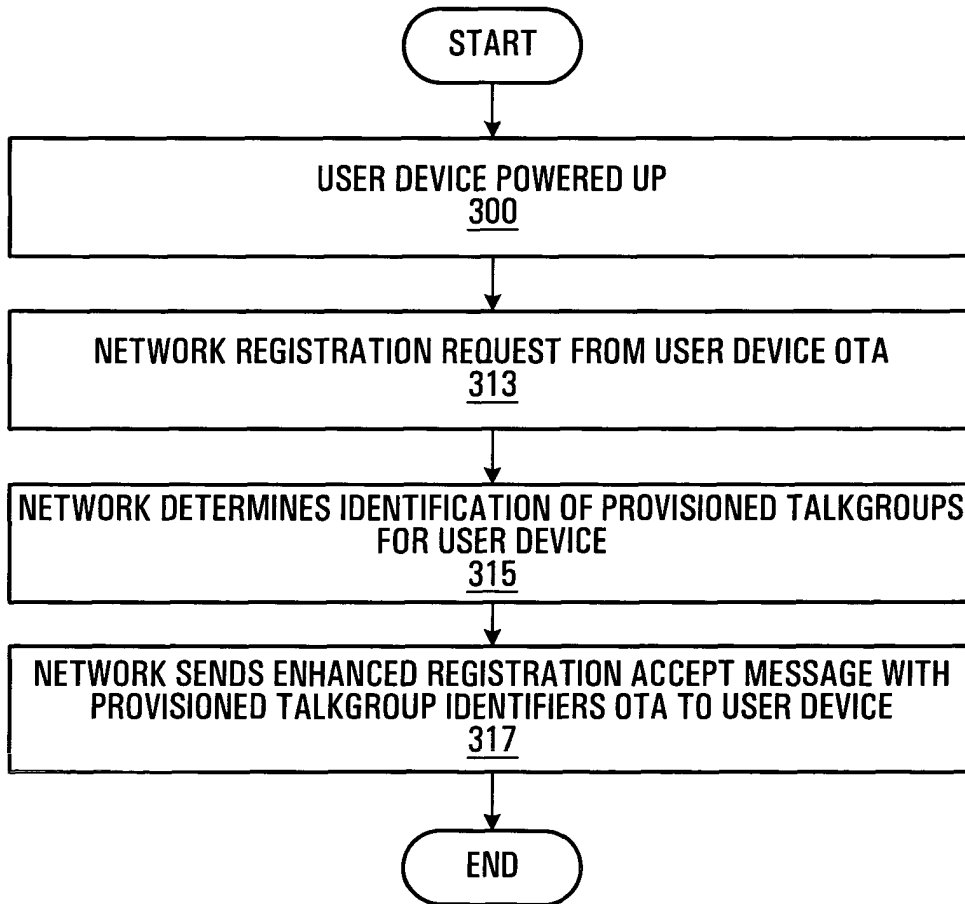 START
USER DEVICE POWERED UP
300
NETWORK REGISTRATION REQUEST FROM USER DEVICE OTA
313
NETWORK DETERMINES IDENTIFICATION OF PROVISIONED TALKGROUPS
FOR USER DEVICE
315
NETWORK SENDS ENHANCED REGISTRATION ACCEPT MESSAGE WITH
PROVISIONED TALKGROUP IDENTIFIERS OTA TO USER DEVICE
317
END